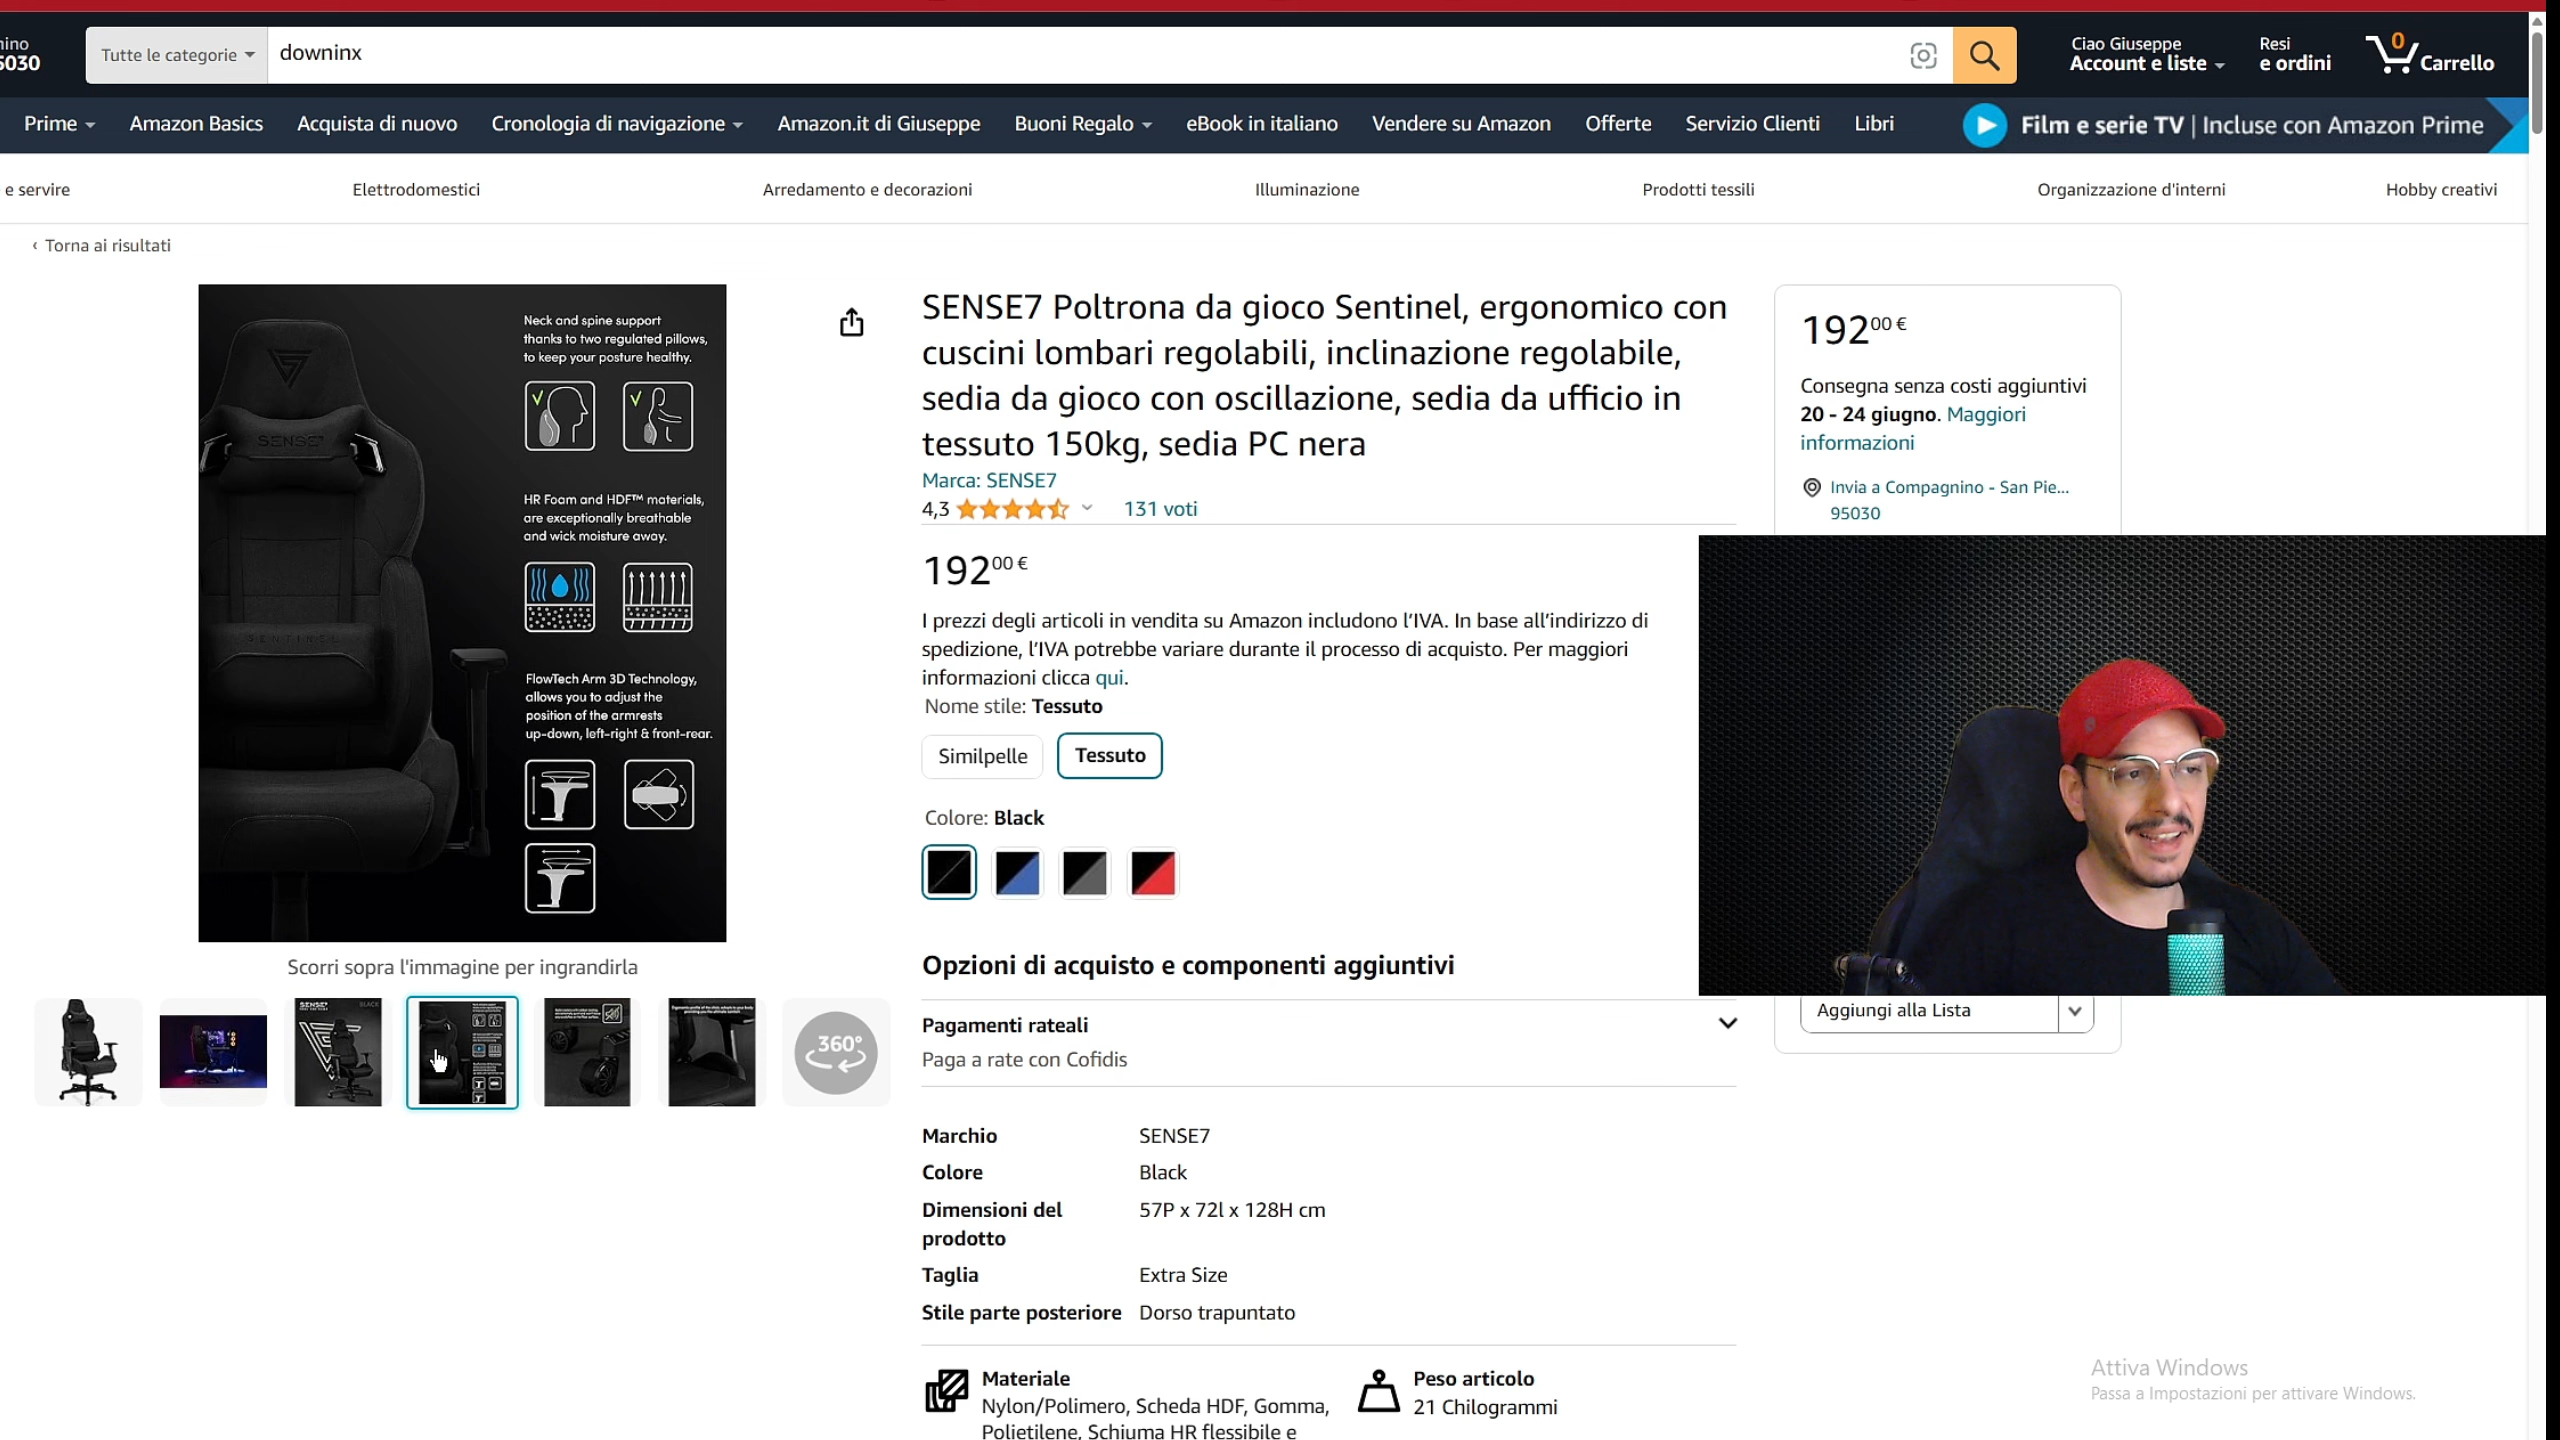 nino
5030
Tutte le categorie
downinx
Ciao Giuseppe
Account e liste
Resi
e ordini
0
Carrello
Prime
Amazon Basics
Acquista di nuovo
Cronologia di navigazione
Amazon.it di Giuseppe
Buoni Regalo
eBook in italiano
Vendere su Amazon
Offerte
Servizio Clienti
Libri
Film e serie TV | Incluse con Amazon Prime
e servire
Elettrodomestici
Arredamento e decorazioni
Illuminazione
Prodotti tessili
Organizzazione d'interni
Hobby creativi
‹ Torna ai risultati
Neck and spine support
thanks to two regulated pillows,
to keep your posture healthy.
SENSE7
HR Foam and HDF™ materials,
are exceptionally breathable
and wick moisture away.
SENTINEL
FlowTech Arm 3D Technology,
allows you to adjust the
position of the armrests
up-down, left-right & front-rear.
Scorri sopra l'immagine per ingrandirla
SENSE7
BLACK
360°
SENSE7 Poltrona da gioco Sentinel, ergonomico con
cuscini lombari regolabili, inclinazione regolabile,
sedia da gioco con oscillazione, sedia da ufficio in
tessuto 150kg, sedia PC nera
Marca: SENSE7
4,3
131 voti
19200 €
I prezzi degli articoli in vendita su Amazon includono l'IVA. In base all'indirizzo di
spedizione, l'IVA potrebbe variare durante il processo di acquisto. Per maggiori
informazioni clicca qui.
Nome stile: Tessuto
Similpelle
Tessuto
Colore: Black
Opzioni di acquisto e componenti aggiuntivi
Pagamenti rateali
Paga a rate con Cofidis
Marchio SENSE7
Colore Black
Dimensioni del
prodotto
57P x 72l x 128H cm
Taglia Extra Size
Stile parte posteriore Dorso trapuntato
Materiale
Nylon/Polimero, Scheda HDF, Gomma,
Polietilene, Schiuma HR flessibile e
Peso articolo
21 Chilogrammi
19200 €
Consegna senza costi aggiuntivi
20 - 24 giugno. Maggiori
informazioni
Invia a Compagnino - San Pie...
95030
Aggiungi alla Lista
Attiva Windows
Passa a Impostazioni per attivare Windows.